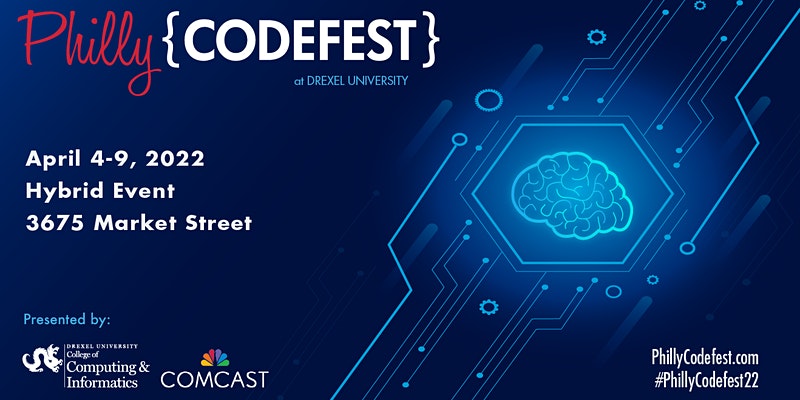 Philly {CODEFEST}
at DREXEL UNIVERSITY
April 4-9, 2022
Hybrid Event
3675 Market Street
Presented by:
DREXEL UNIVERSITY
College of
Computing &
Informatics
COMCAST
PhillyCodefest.com
#PhillyCodefest22